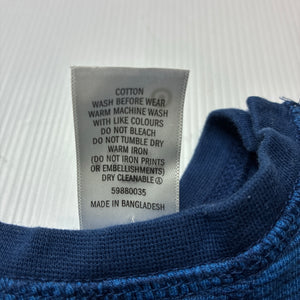 COTTON
WASH BEFORE WEAR
WARM MACHINE WASH
WITH LIKE COLOURS
DO NOT BLEACH
DO NOT TUMBLE DRY
WARM IRON
(DO NOT IRON PRINTS
OR EMBELLISHMENTS)
DRY CLEANABLE Ⓐ
59880035
MADE IN BANGLADESH